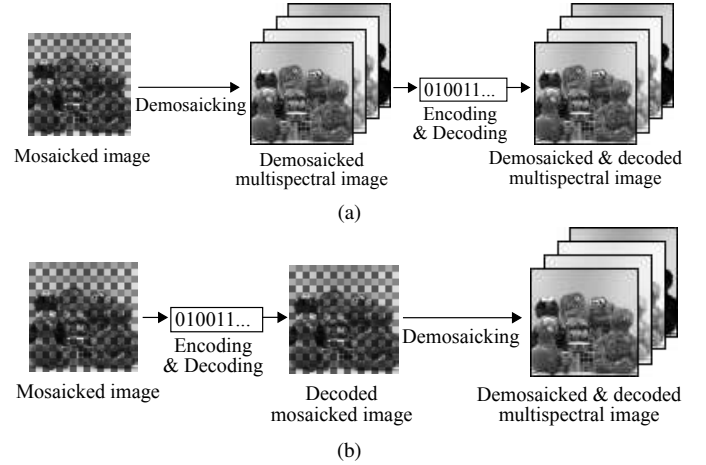 Mosaicked image
Demosaicking
Demosaicked
multispectral image
010011...
Encoding
& Decoding
Demosaicked & decoded
multispectral image
(a)
Mosaicked image
010011...
Encoding
& Decoding
Decoded
mosaicked image
Demosaicking
Demosaicked & decoded
multispectral image
(b)